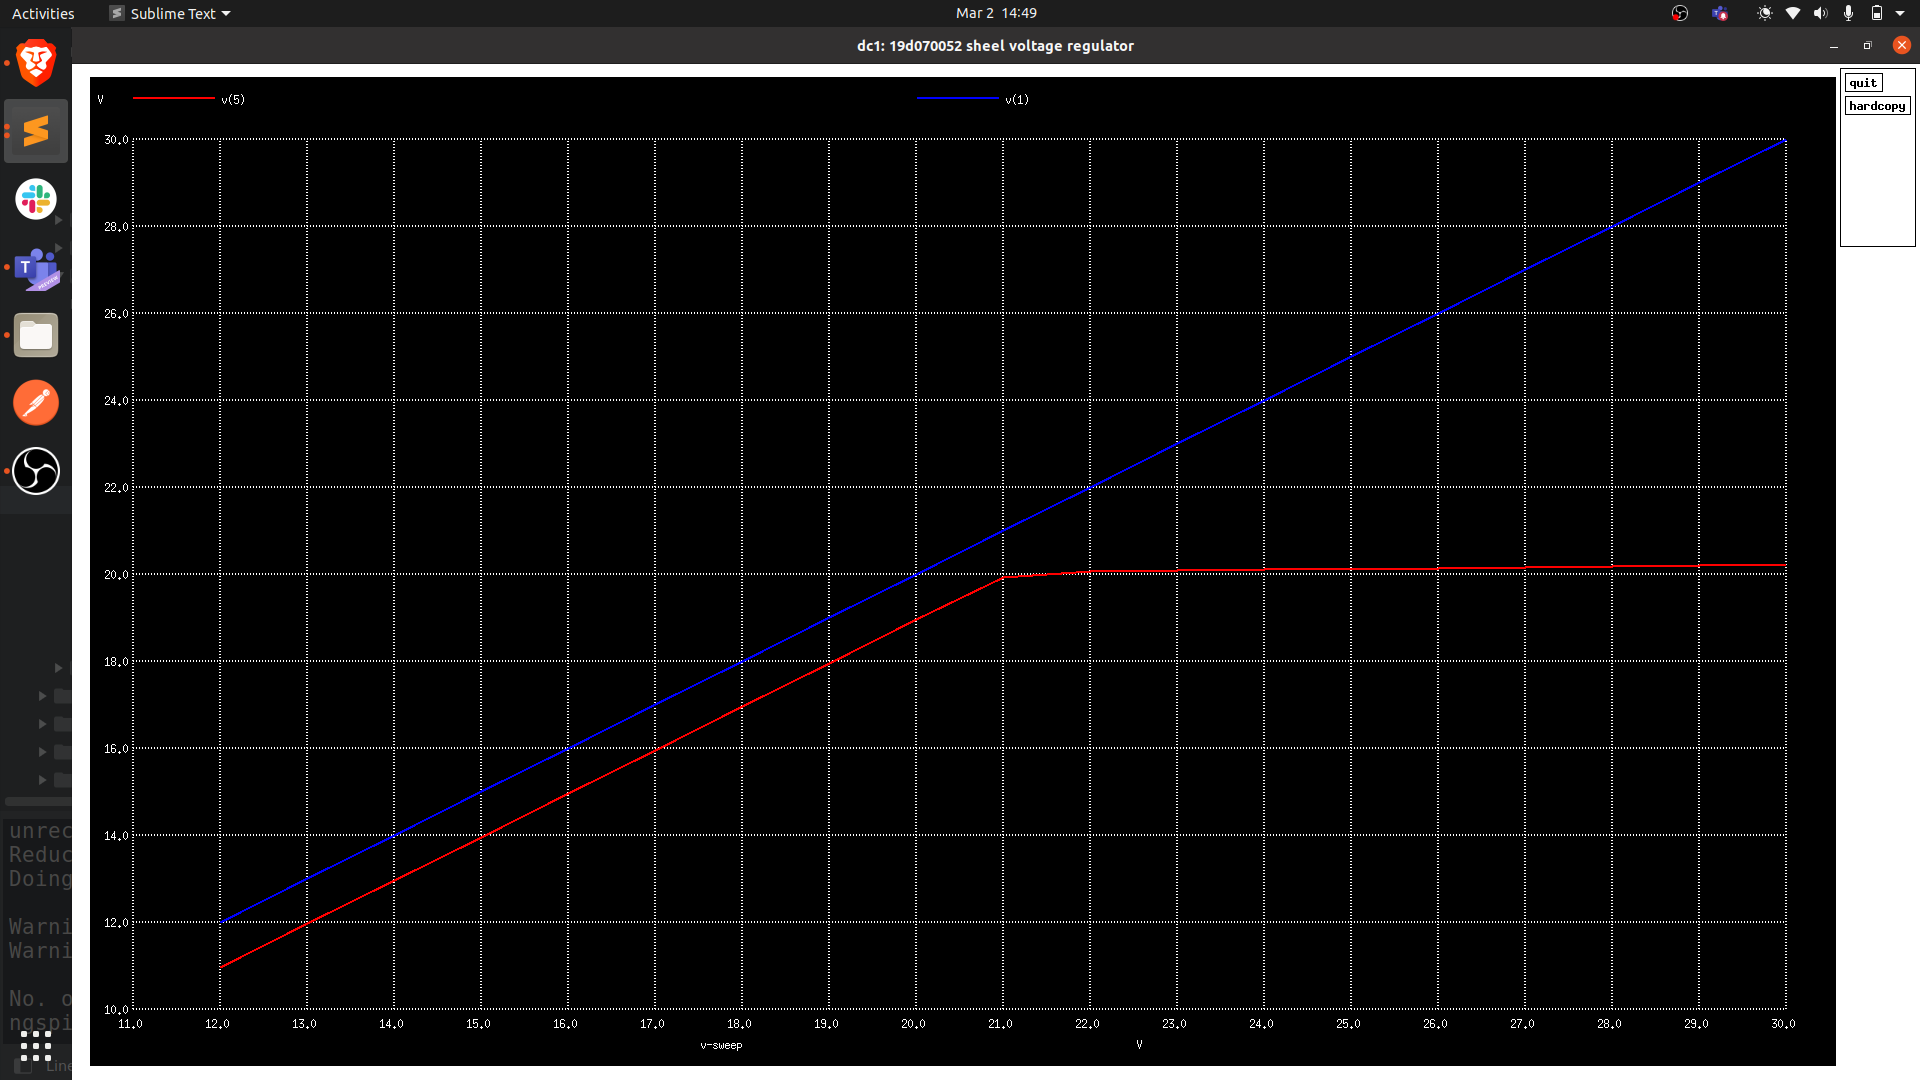 Activities
Sublime Text
Mar 2 14:49
dc1: 19d070052 sheel voltage regulator
quit
hardcopy
V
v(5)
v(1)
30.0
28.0
26.0
24.0
22.0
20.0
18.0
16.0
14.0
12.0
10.0
11.0 12.0 13.0 14.0 15.0 16.0 17.0 18.0 19.0 20.0 21.0 22.0 23.0 24.0 25.0 26.0 27.0 28.0 29.0 30.0
v-sweep V
T
PREVIEW
unrec
Reduc
Doing
Warni
Warni
No. o
ngspi
Line